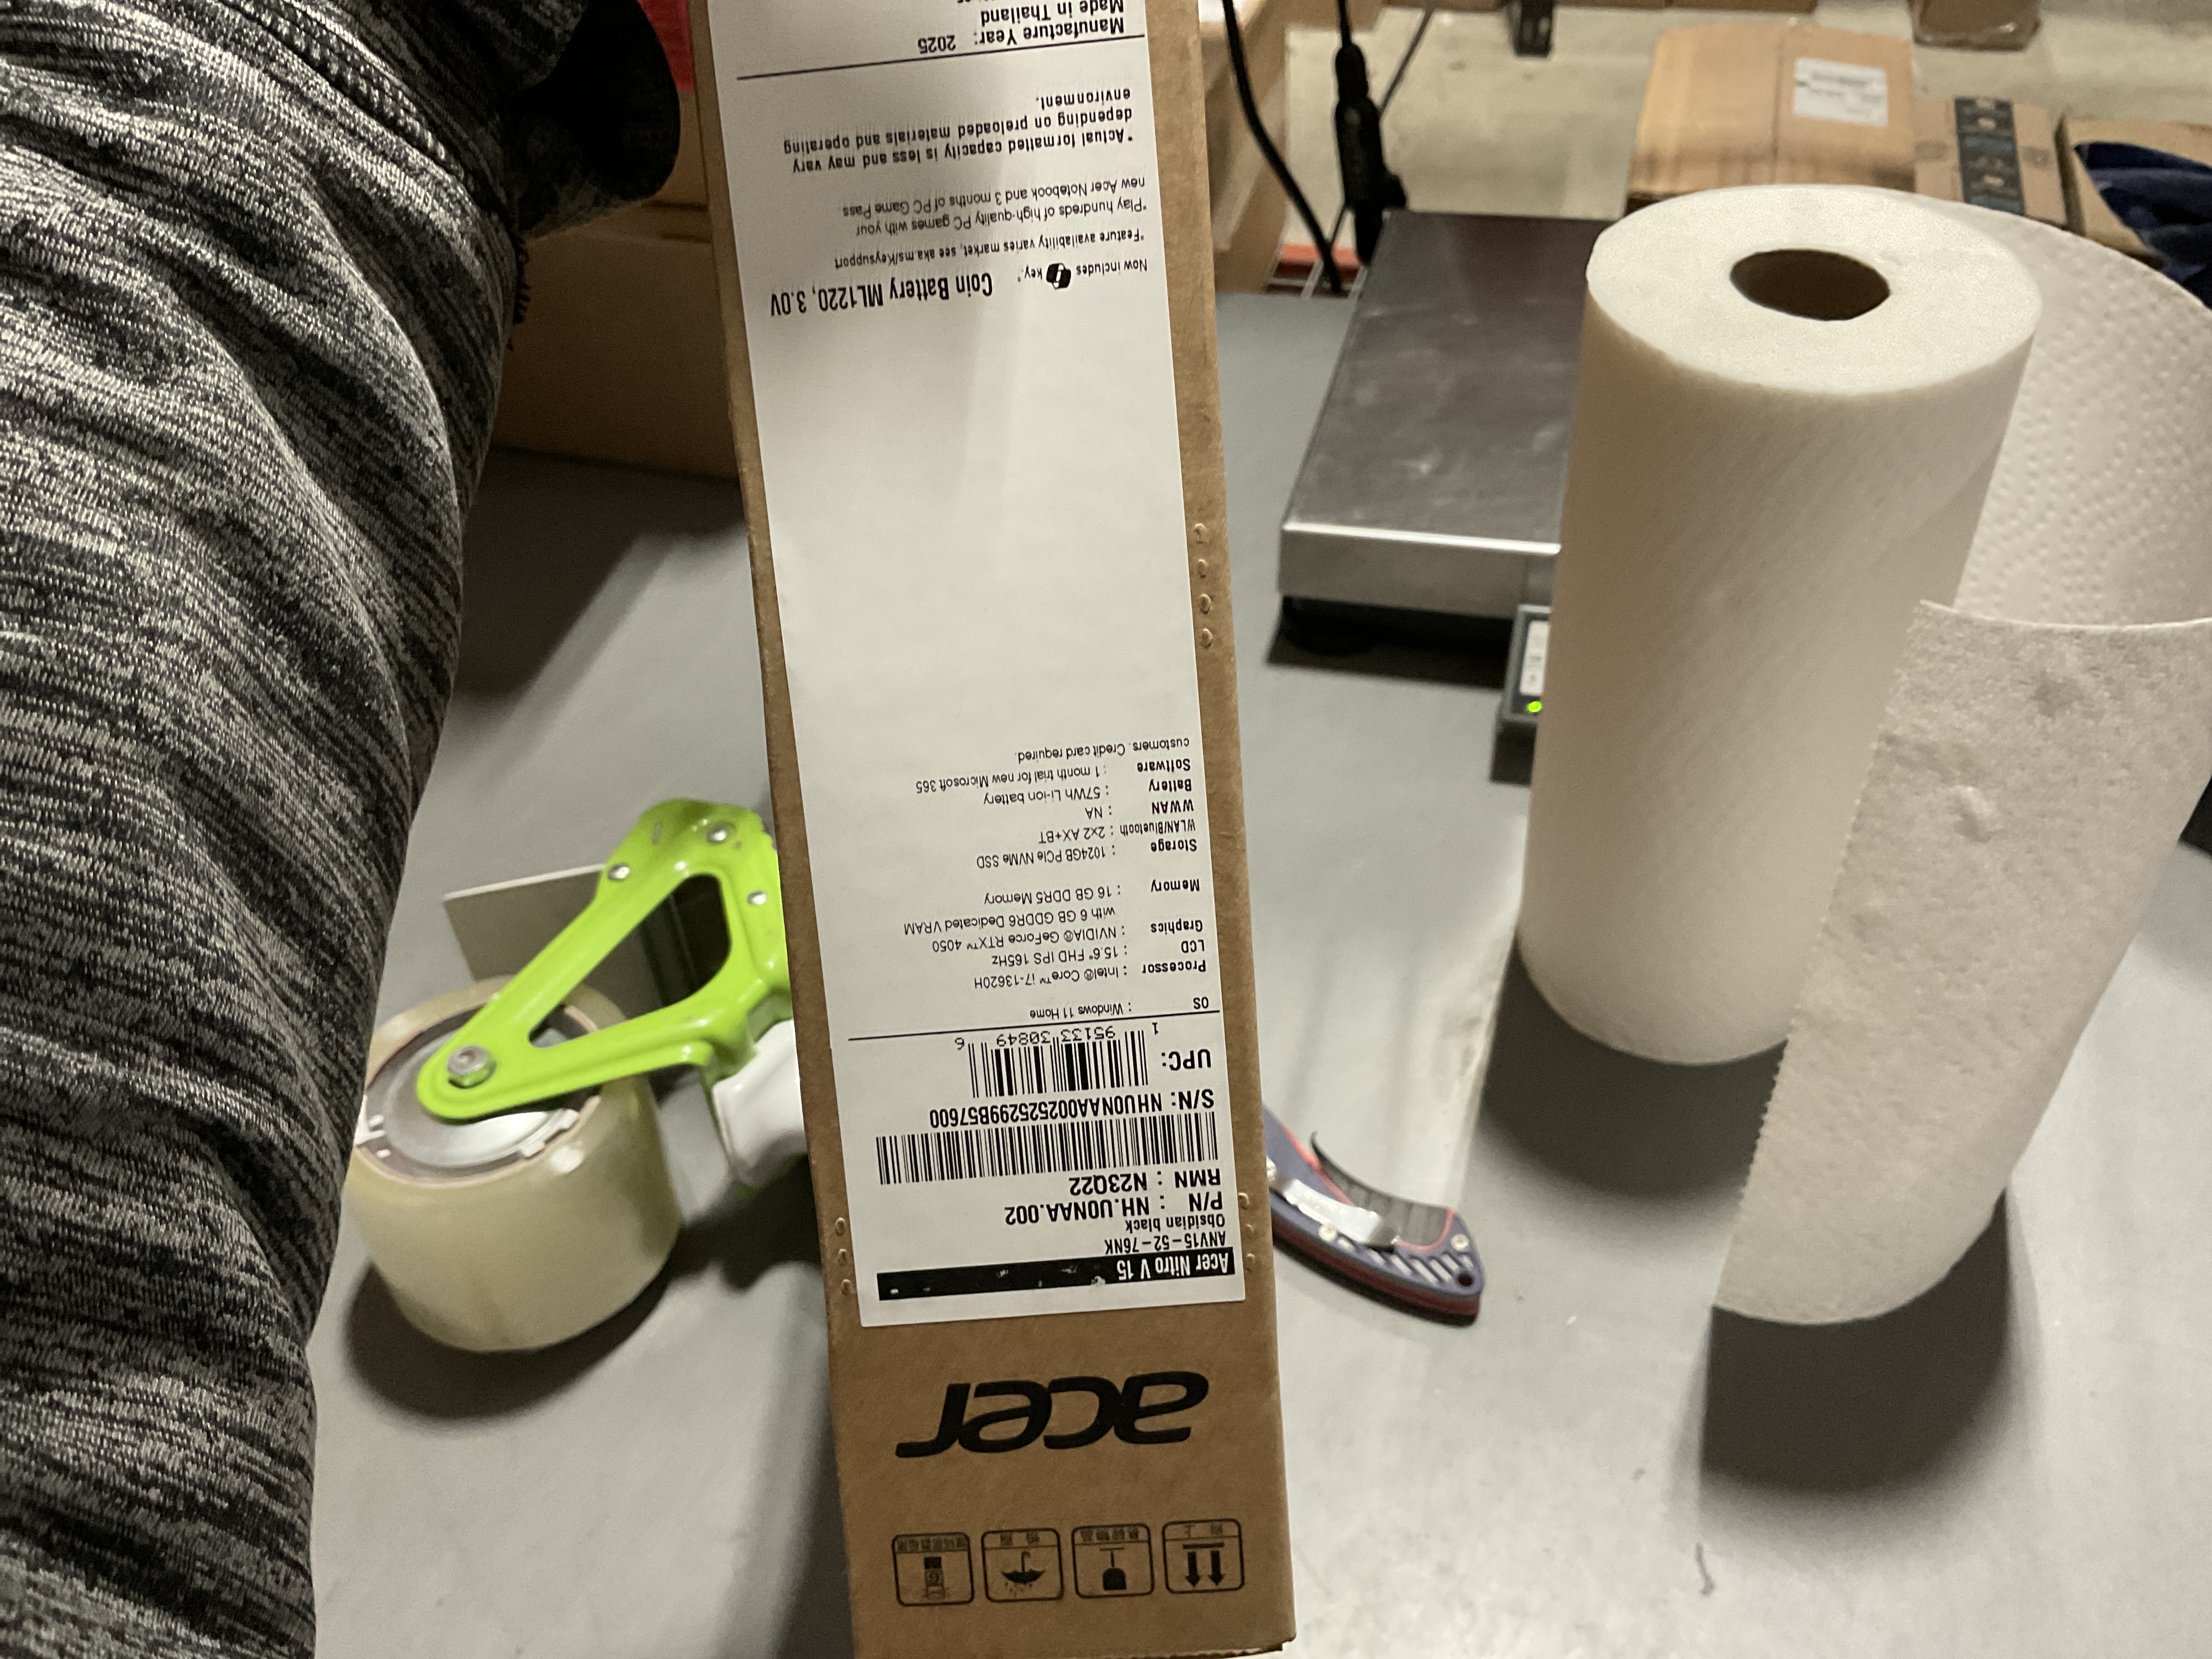 acer
Acer Nitro V 15
ANV15-52-76NK
Obsidian black
P/N : NH.U0NAA.002
RMN : N23Q22
S/N: NHU0NAA002525299B57600
UPC:
1 95133 30849 6
OS : Windows 11 Home
Processor : Intel® Core™ i7-13620H
LCD : 15.6" FHD IPS 165Hz
Graphics : NVIDIA® GeForce RTX™ 4050
with 6 GB GDDR6 Dedicated VRAM
Memory : 16 GB DDR5 Memory
Storage : 1024GB PCIe NVMe SSD
WLAN/Bluetooth : 2x2 AX+BT
WWAN : NA
Battery : 57Wh Li-ion battery
Software : 1 month trial for new Microsoft 365
customers. Credit card required.
Now includes key.* Coin Battery ML1220, 3.0V
*Feature availability varies market, see aka.ms/Keysupport
*Play hundreds of high-quality PC games with your
new Acer Notebook and 3 months of PC Game Pass
*Actual formatted capacity is less and may vary
depending on preloaded materials and operating
environment.
Manufacture Year: 2025
Made in Thailand